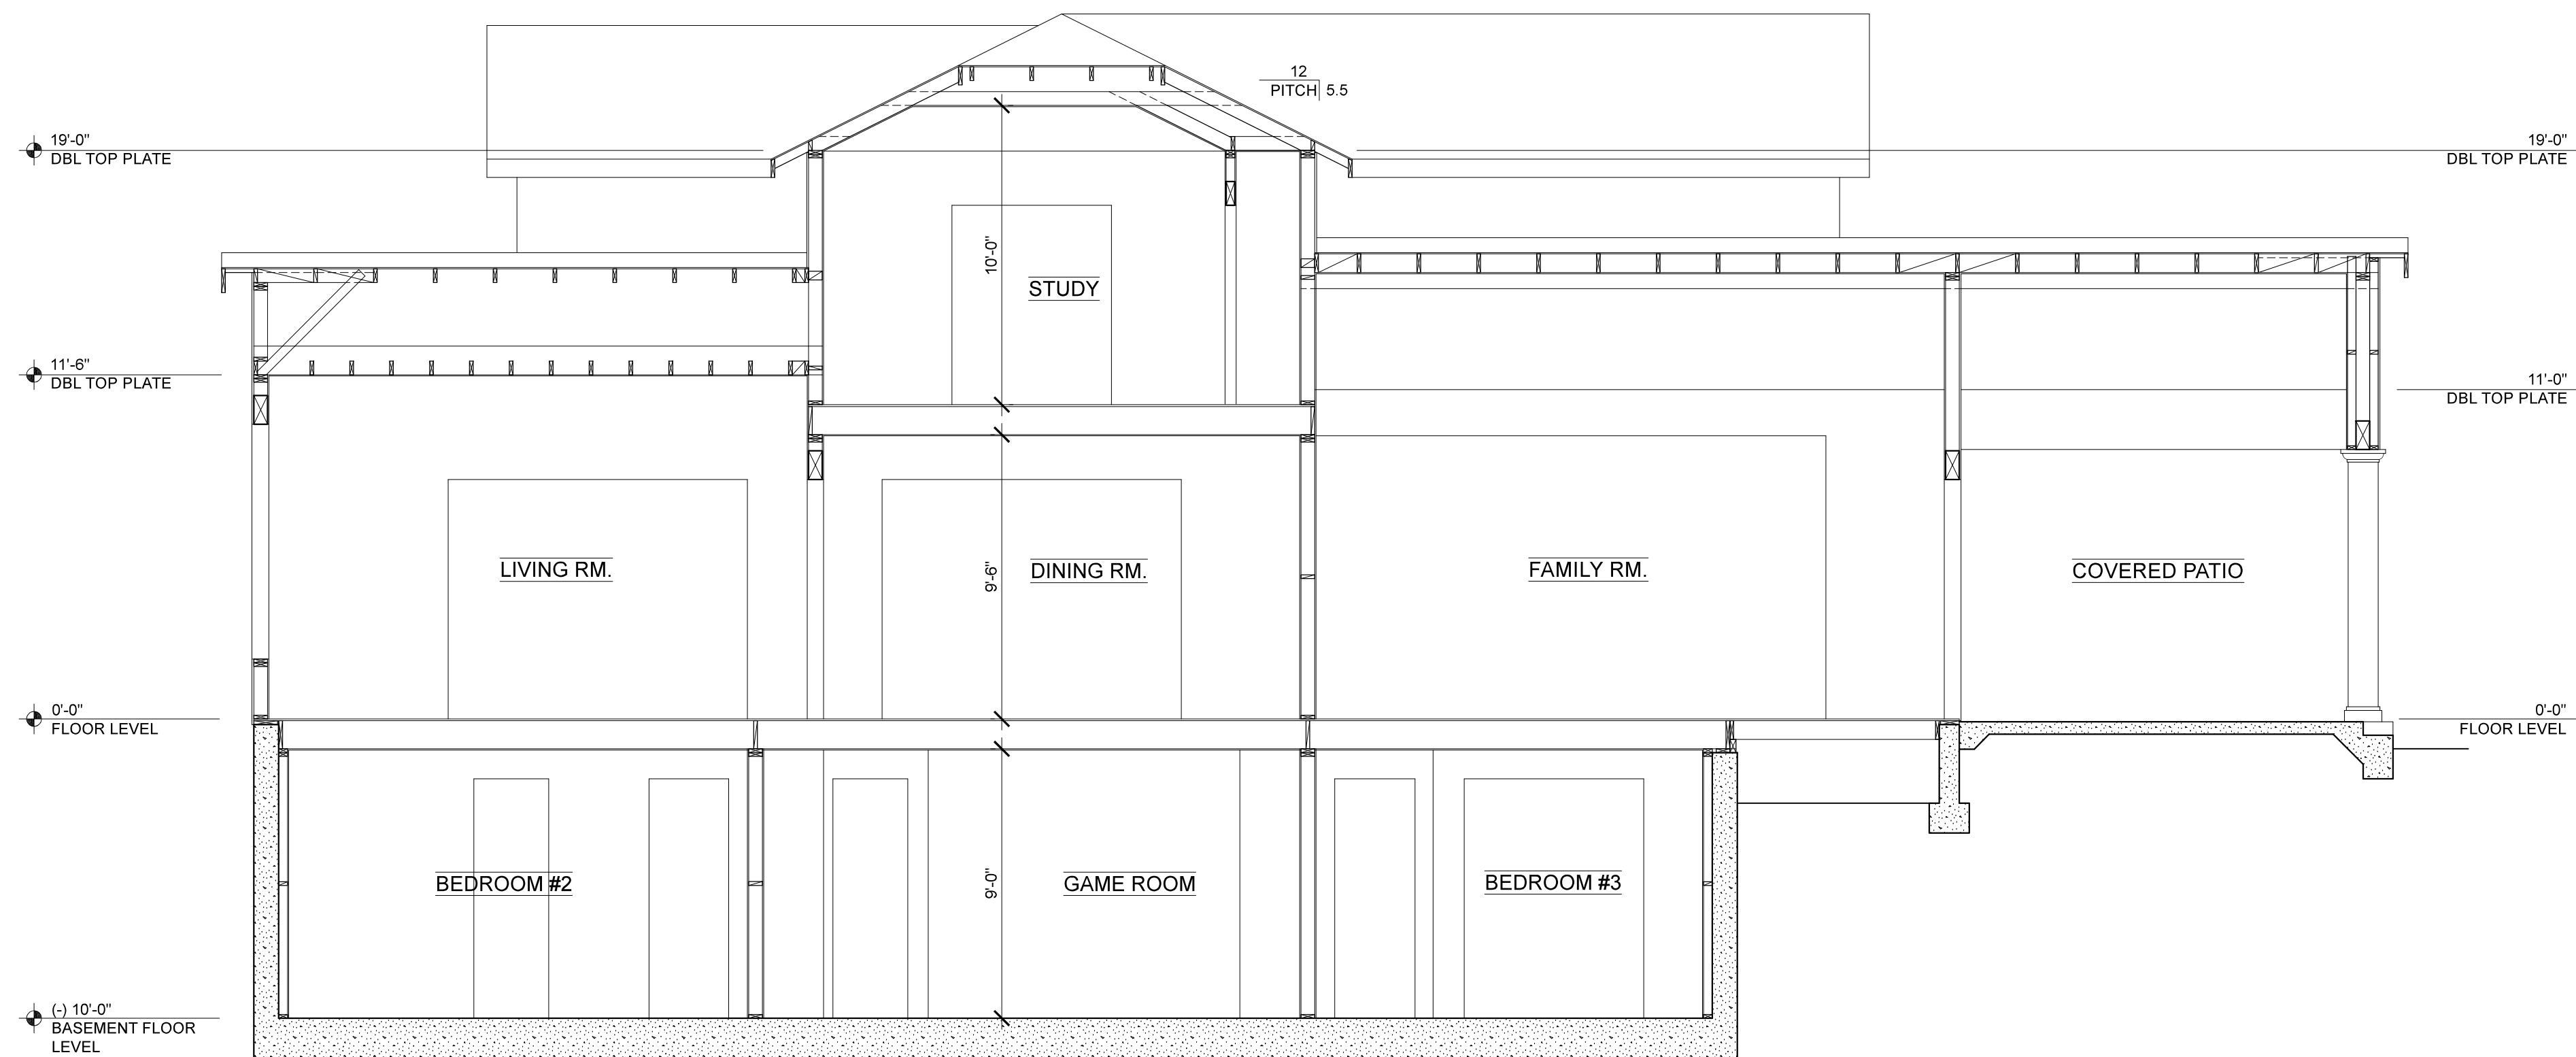 12
PITCH 5.5
19'-0"
DBL TOP PLATE
19'-0"
DBL TOP PLATE
10'-0"
STUDY
11'-6"
DBL TOP PLATE
11'-0"
DBL TOP PLATE
LIVING RM.
9'-6"
DINING RM.
FAMILY RM.
COVERED PATIO
0'-0"
FLOOR LEVEL
0'-0"
FLOOR LEVEL
BEDROOM #2
9'-0"
GAME ROOM
BEDROOM #3
(-) 10'-0"
BASEMENT FLOOR
LEVEL